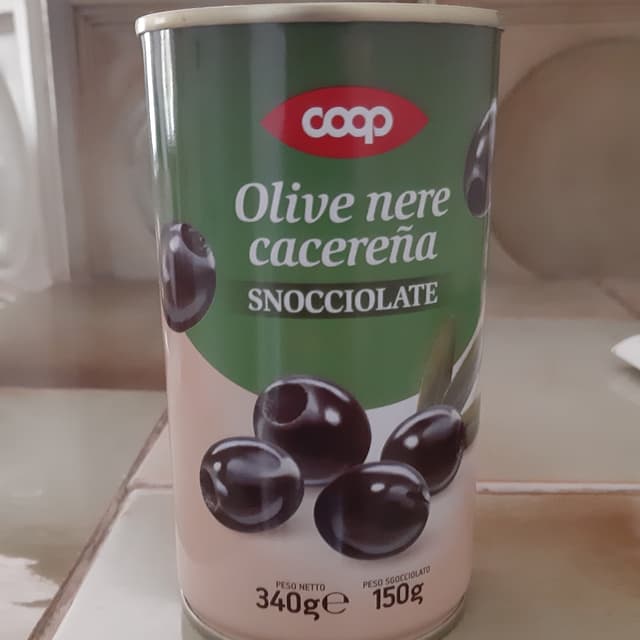 coop
Olive nere
cacereña
SNOCCIOLATE
PESO NETTO
340g℮
PESO SGOCCIOLATO
150g